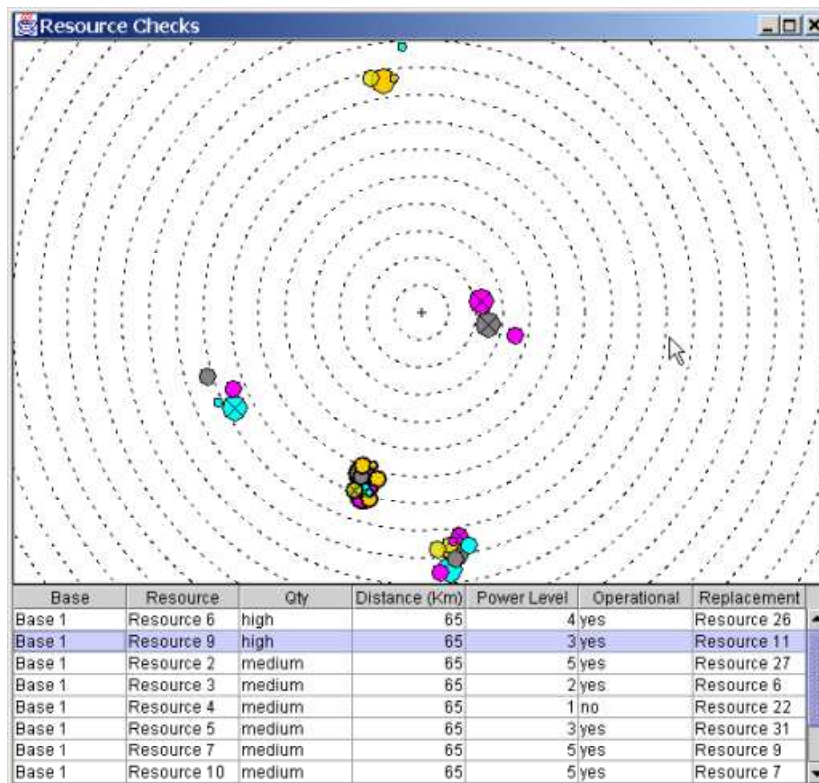 Resource Checks
Base Resource Qty Distance (Km) Power Level Operational Replacement
Base 1 Resource 6 high 65 4 yes Resource 26
Base 1 Resource 9 high 65 3 yes Resource 11
Base 1 Resource 2 medium 65 5 yes Resource 27
Base 1 Resource 3 medium 65 2 yes Resource 6
Base 1 Resource 4 medium 65 1 no Resource 22
Base 1 Resource 5 medium 65 3 yes Resource 31
Base 1 Resource 7 medium 65 5 yes Resource 9
Base 1 Resource 10 medium 65 5 yes Resource 7